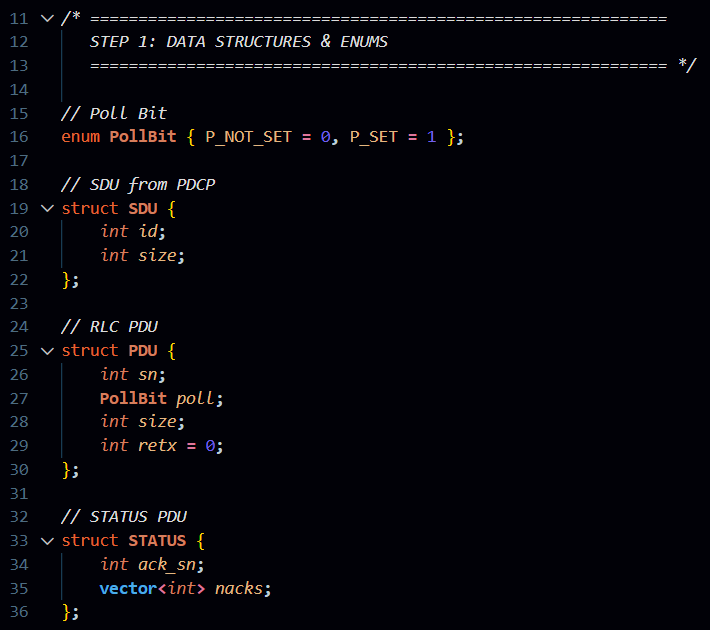 11 /* ============================================================
12 STEP 1: DATA STRUCTURES & ENUMS
13 ============================================================ */
14
15 // Poll Bit
16 enum PollBit { P_NOT_SET = 0, P_SET = 1 };
17
18 // SDU from PDCP
19 struct SDU {
20 int id;
21 int size;
22 };
23
24 // RLC PDU
25 struct PDU {
26 int sn;
27 PollBit poll;
28 int size;
29 int retx = 0;
30 };
31
32 // STATUS PDU
33 struct STATUS {
34 int ack_sn;
35 vector<int> nacks;
36 };